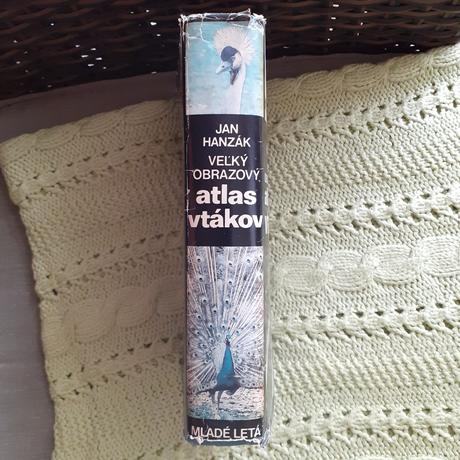 JAN
HANZÁK
VEĽKÝ
OBRAZOVÝ
atlas
vtákov
MLADÉ LETÁ